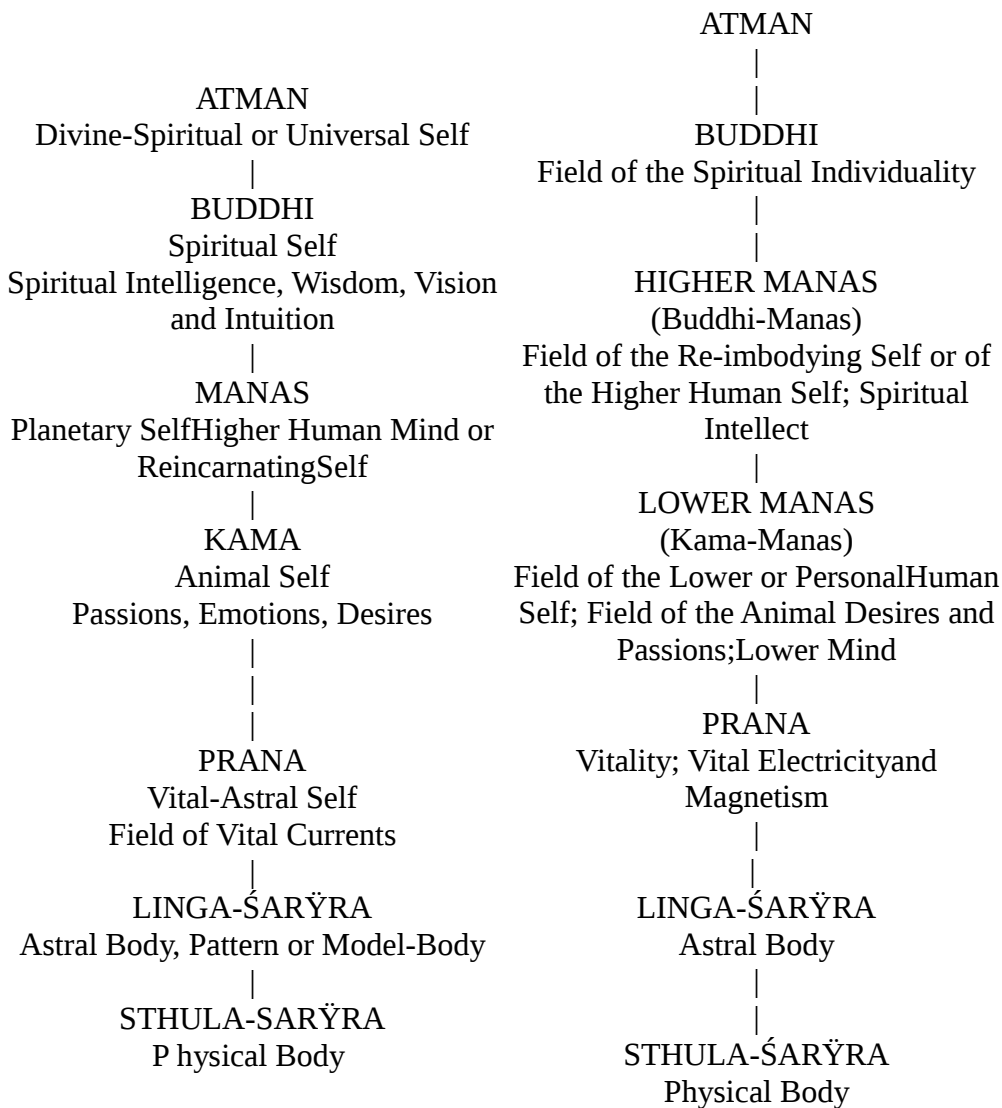 ATMAN
Divine-Spiritual or Universal Self
|
BUDDHI
Spiritual Self
Spiritual Intelligence, Wisdom, Vision
and Intuition
|
MANAS
Planetary SelfHigher Human Mind or
ReincarnatingSelf
|
KAMA
Animal Self
Passions, Emotions, Desires
|
|
|
PRANA
Vital-Astral Self
Field of Vital Currents
|
LINGA-ŚARŸRA
Astral Body, Pattern or Model-Body
|
STHULA-SARŸRA
P hysical Body
ATMAN
|
|
BUDDHI
Field of the Spiritual Individuality
|
|
HIGHER MANAS
(Buddhi-Manas)
Field of the Re-imbodying Self or of
the Higher Human Self; Spiritual
Intellect
|
LOWER MANAS
(Kama-Manas)
Field of the Lower or PersonalHuman
Self; Field of the Animal Desires and
Passions;Lower Mind
|
PRANA
Vitality; Vital Electricityand
Magnetism
|
|
LINGA-ŚARŸRA
Astral Body
|
|
STHULA-ŚARŸRA
Physical Body